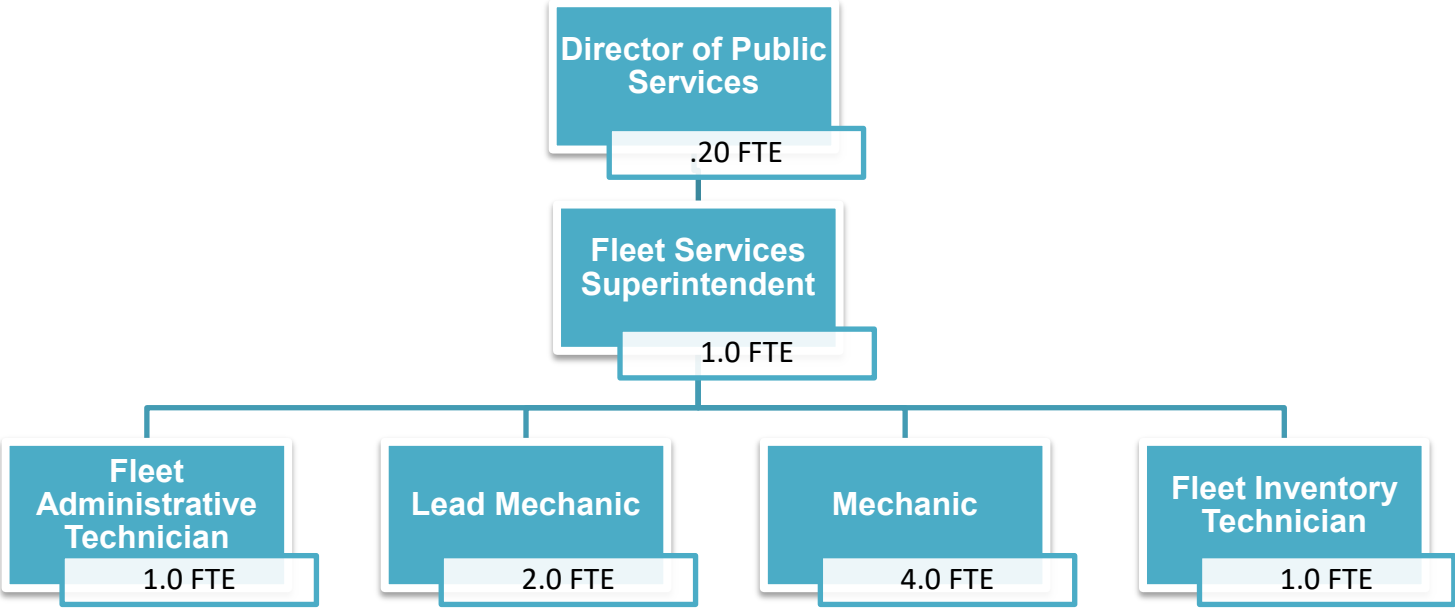 Director of Public
Services
.20 FTE
Fleet Services
Superintendent
1.0 FTE
Fleet
Administrative
Technician
1.0 FTE
Lead Mechanic
2.0 FTE
Mechanic
4.0 FTE
Fleet Inventory
Technician
1.0 FTE